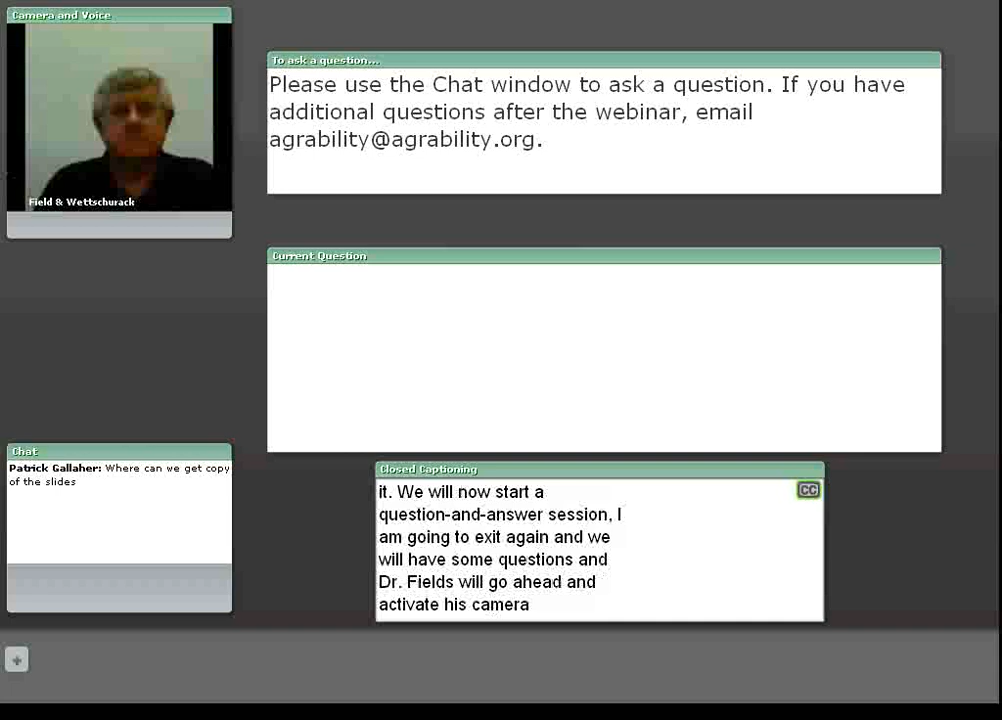 Camera and Voice
Field & Wettschurack
To ask a question...
Please use the Chat window to ask a question. If you have
additional questions after the webinar, email
agrability@agrability.org.
Current Question
Chat
Patrick Gallaher: Where can we get copy
of the slides
Closed Captioning
CC
it. We will now start a
question-and-answer session, I
am going to exit again and we
will have some questions and
Dr. Fields will go ahead and
activate his camera